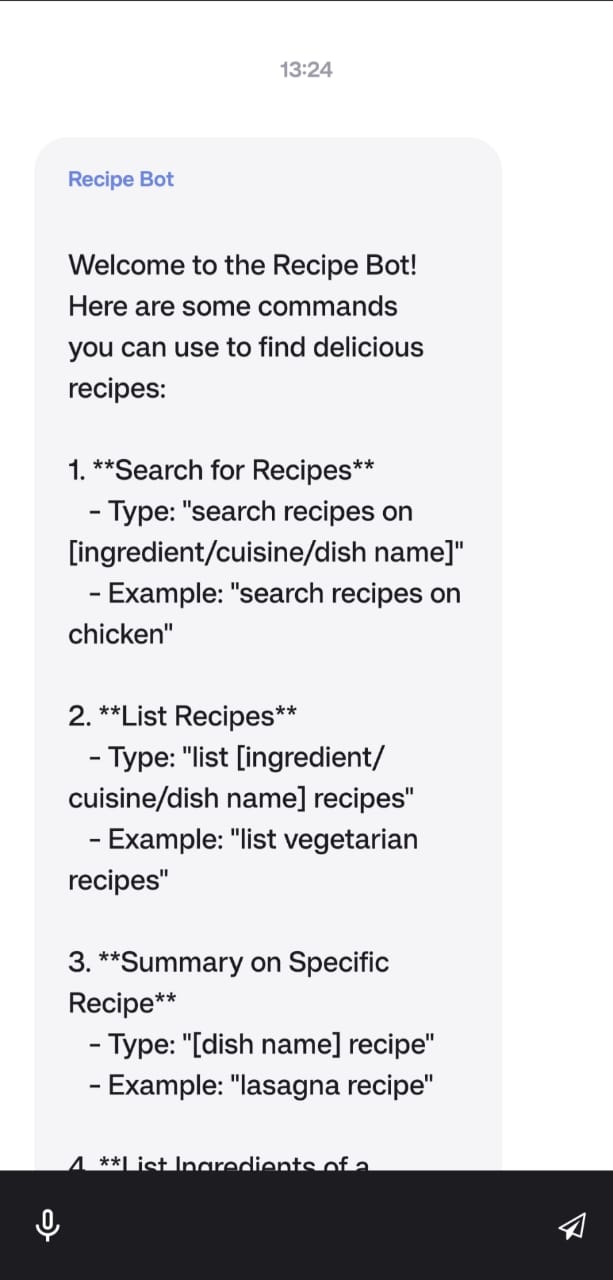 13:24
Recipe Bot
Welcome to the Recipe Bot!
Here are some commands
you can use to find delicious
recipes:
1. **Search for Recipes**
- Type: "search recipes on
[ingredient/cuisine/dish name]"
- Example: "search recipes on
chicken"
2. **List Recipes**
- Type: "list [ingredient/
cuisine/dish name] recipes"
- Example: "list vegetarian
recipes"
3. **Summary on Specific
Recipe**
- Type: "[dish name] recipe"
- Example: "lasagna recipe"
4. **List Ingredients of a